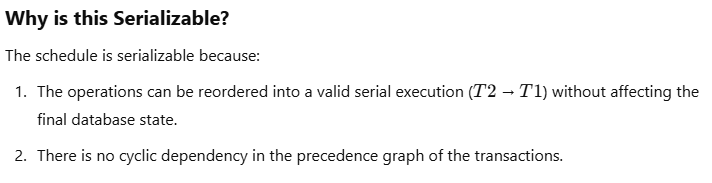 Why is this Serializable?
The schedule is serializable because:
1. The operations can be reordered into a valid serial execution (T2 → T1) without affecting the
final database state.
2. There is no cyclic dependency in the precedence graph of the transactions.